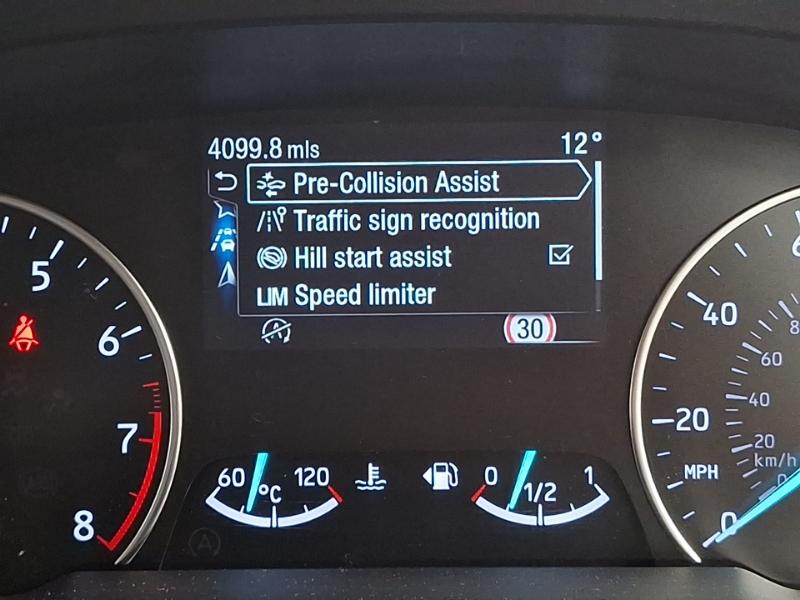 4099.8 mls 12°
Pre-Collision Assist
Traffic sign recognition
Hill start assist
LIM Speed limiter
30
5
6
7
8
60 °C 120
0 1/2 1
40
20
MPH
0
60
40
20
km/h
0